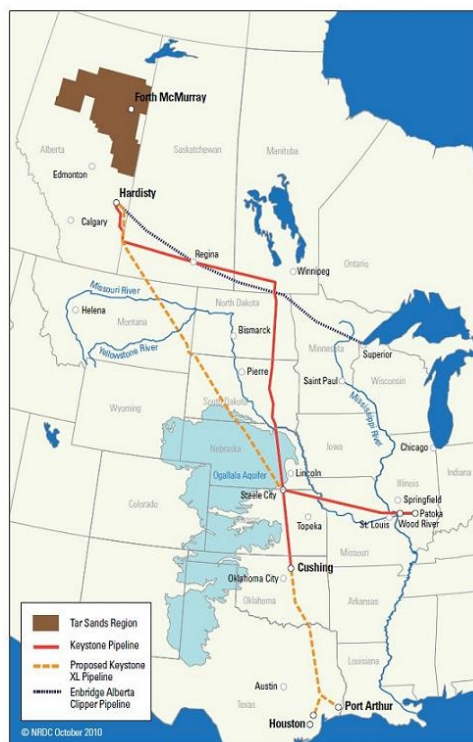 Forth McMurray
Alberta
Saskatchewan
Manitoba
Edmonton
Hardisty
Calgary
Regina
Winnipeg
Ontario
Missouri River
North Dakota
Helena
Montana
Bismarck
Minnesota
Superior
Yellowstone River
Pierre
Saint Paul
Wisconsin
Mississippi River
Wyoming
South Dakota
Nebraska
Iowa
Chicago
Ogallala Aquifer
Lincoln
Illinois
Indiana
Steele City
Springfield
Colorado
Topeka
St. Louis
Patoka
Wood River
Missouri
Cushing
Oklahoma City
Oklahoma
Arkansas
Tar Sands Region
Keystone Pipeline
Proposed Keystone
XL Pipeline
Enbridge Alberta
Clipper Pipeline
Louisiana
Austin
Texas
Port Arthur
Houston
© NRDC October 2010